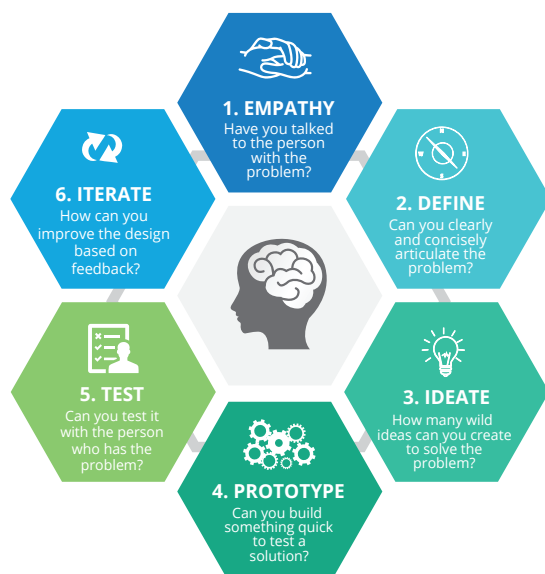 1. EMPATHY
Have you talked
to the person
with the
problem?
2. DEFINE
Can you clearly
and concisely
articulate the
problem?
3. IDEATE
How many wild
ideas can you create
to solve the
problem?
4. PROTOTYPE
Can you build
something quick
to test a
solution?
5. TEST
Can you test it
with the person
who has the
problem?
6. ITERATE
How can you
improve the design
based on
feedback?